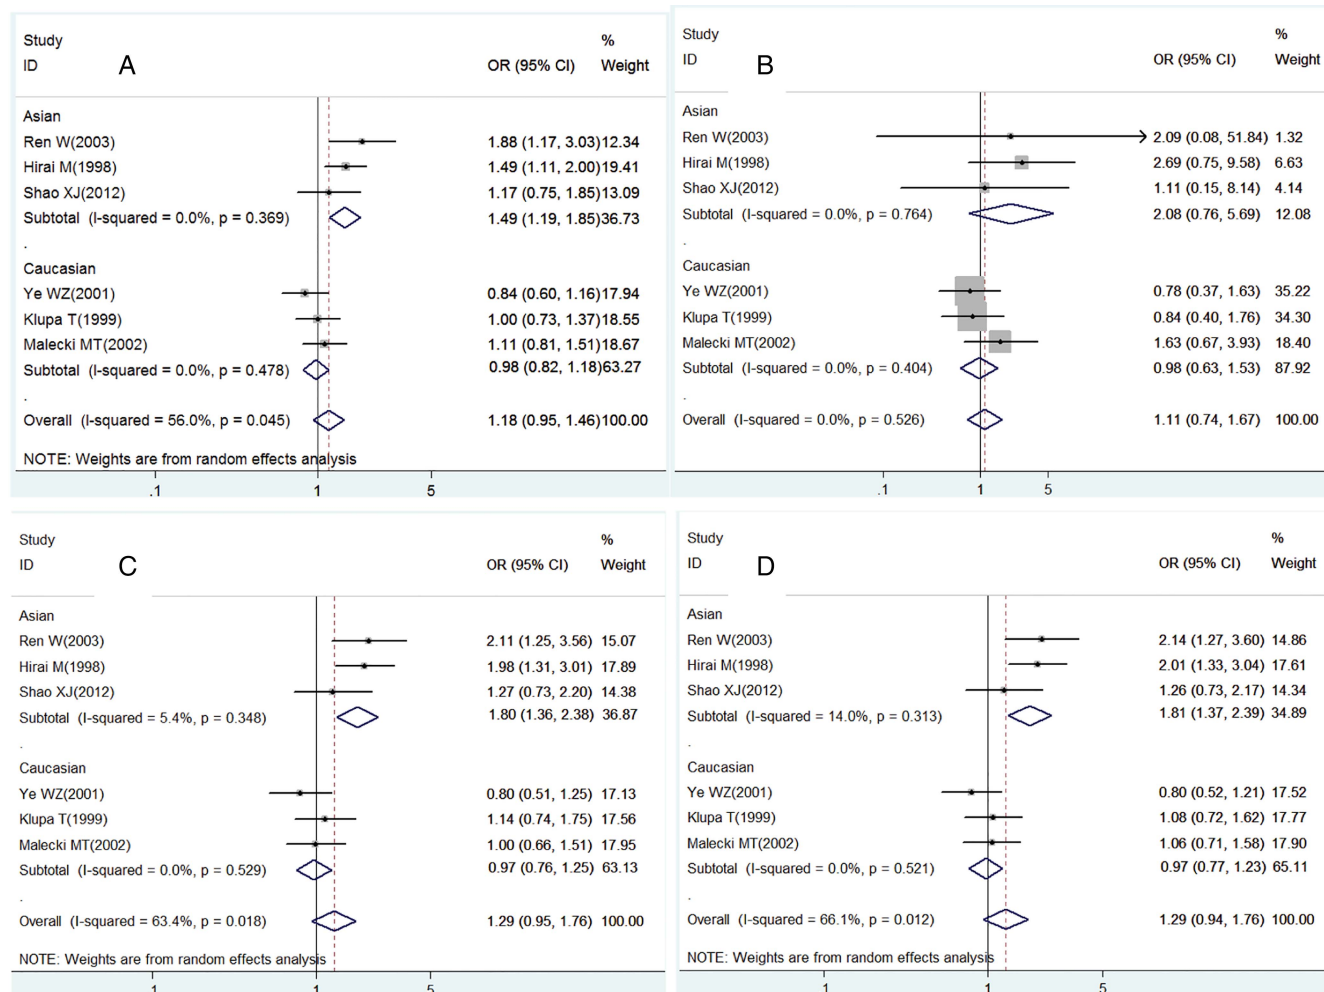 Study %
ID A OR (95% CI) Weight
Asian
Ren W(2003) 1.88 (1.17, 3.03)12.34
Hirai M(1998) 1.49 (1.11, 2.00)19.41
Shao XJ(2012) 1.17 (0.75, 1.85)13.09
Subtotal (I-squared = 0.0%, p = 0.369) 1.49 (1.19, 1.85)36.73
.
Caucasian
Ye WZ(2001) 0.84 (0.60, 1.16)17.94
Klupa T(1999) 1.00 (0.73, 1.37)18.55
Malecki MT(2002) 1.11 (0.81, 1.51)18.67
Subtotal (I-squared = 0.0%, p = 0.478) 0.98 (0.82, 1.18)63.27
.
Overall (I-squared = 56.0%, p = 0.045) 1.18 (0.95, 1.46)100.00
NOTE: Weights are from random effects analysis
.1 1 5
Study %
ID B OR (95% CI) Weight
Asian
Ren W(2003) 2.09 (0.08, 51.84) 1.32
Hirai M(1998) 2.69 (0.75, 9.58) 6.63
Shao XJ(2012) 1.11 (0.15, 8.14) 4.14
Subtotal (I-squared = 0.0%, p = 0.764) 2.08 (0.76, 5.69) 12.08
.
Caucasian
Ye WZ(2001) 0.78 (0.37, 1.63) 35.22
Klupa T(1999) 0.84 (0.40, 1.76) 34.30
Malecki MT(2002) 1.63 (0.67, 3.93) 18.40
Subtotal (I-squared = 0.0%, p = 0.404) 0.98 (0.63, 1.53) 87.92
.
Overall (I-squared = 0.0%, p = 0.526) 1.11 (0.74, 1.67) 100.00
.1 1 5
Study %
ID C OR (95% CI) Weight
Asian
Ren W(2003) 2.11 (1.25, 3.56) 15.07
Hirai M(1998) 1.98 (1.31, 3.01) 17.89
Shao XJ(2012) 1.27 (0.73, 2.20) 14.38
Subtotal (I-squared = 5.4%, p = 0.348) 1.80 (1.36, 2.38) 36.87
.
Caucasian
Ye WZ(2001) 0.80 (0.51, 1.25) 17.13
Klupa T(1999) 1.14 (0.74, 1.75) 17.56
Malecki MT(2002) 1.00 (0.66, 1.51) 17.95
Subtotal (I-squared = 0.0%, p = 0.529) 0.97 (0.76, 1.25) 63.13
.
Overall (I-squared = 63.4%, p = 0.018) 1.29 (0.95, 1.76) 100.00
NOTE: Weights are from random effects analysis
.1 1 5
Study %
ID D OR (95% CI) Weight
Asian
Ren W(2003) 2.14 (1.27, 3.60) 14.86
Hirai M(1998) 2.01 (1.33, 3.04) 17.61
Shao XJ(2012) 1.26 (0.73, 2.17) 14.34
Subtotal (I-squared = 14.0%, p = 0.313) 1.81 (1.37, 2.39) 34.89
.
Caucasian
Ye WZ(2001) 0.80 (0.52, 1.21) 17.52
Klupa T(1999) 1.08 (0.72, 1.62) 17.77
Malecki MT(2002) 1.06 (0.71, 1.58) 17.90
Subtotal (I-squared = 0.0%, p = 0.521) 0.97 (0.77, 1.23) 65.11
.
Overall (I-squared = 66.1%, p = 0.012) 1.29 (0.94, 1.76) 100.00
NOTE: Weights are from random effects analysis
.1 1 5